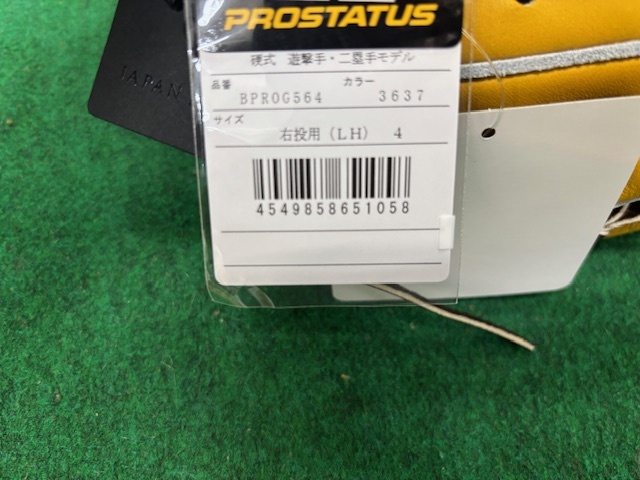 PROSTATUS
硬式 遊撃手・二塁手モデル
品番 カラー
BPROG564 3637
サイズ
右投用(LH) 4
4549858651058
JAPAN